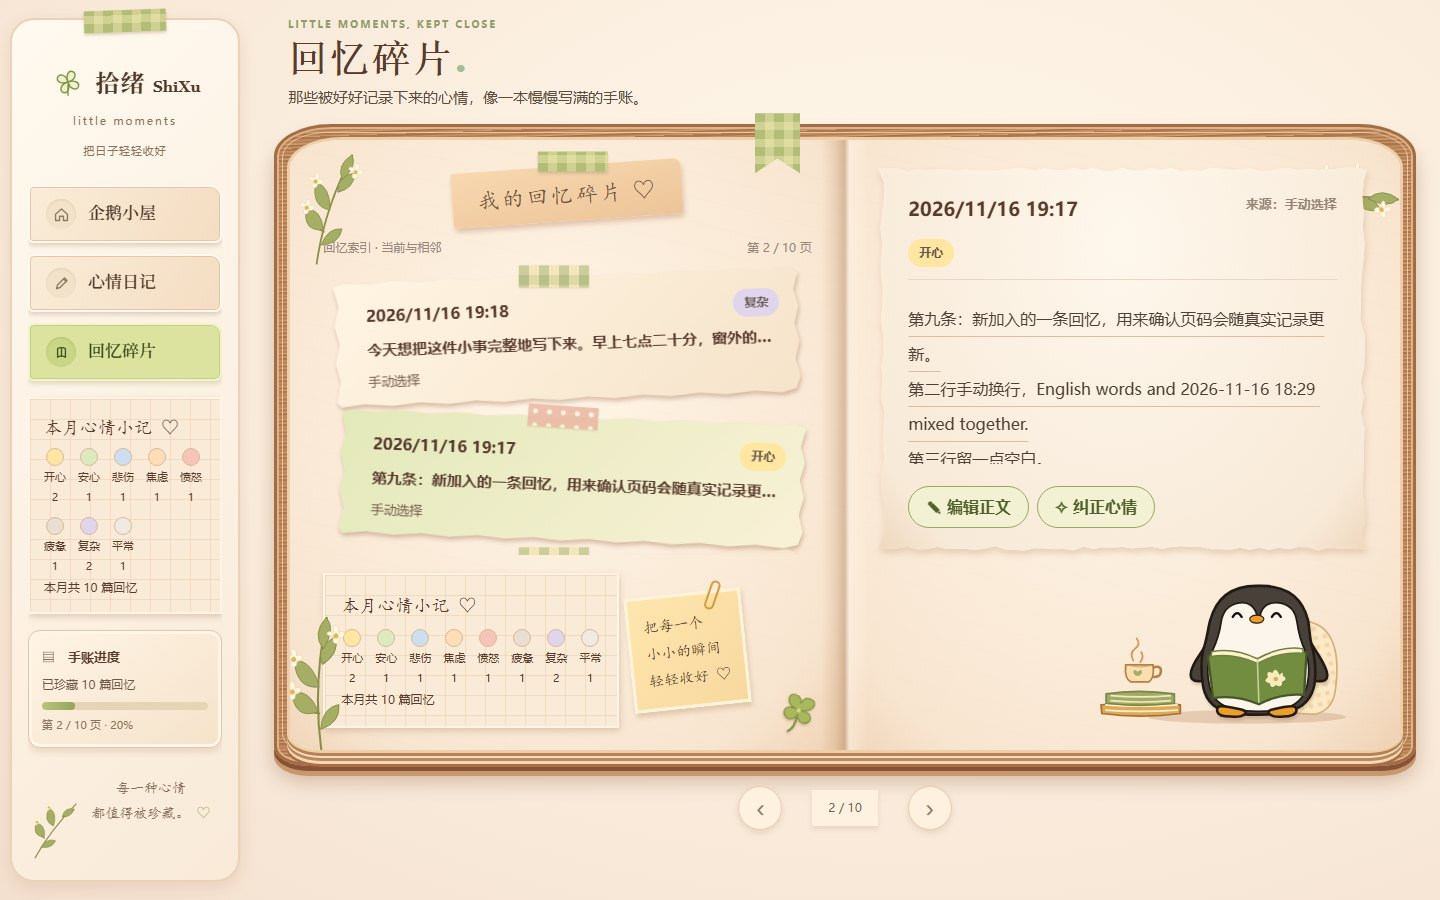 拾绪 ShiXu
little moments
把日子轻轻收好
企鹅小屋
心情日记
回忆碎片
本月心情小记 ♡
开心 安心 悲伤 焦虑 愤怒
2 1 1 1 1
疲惫 复杂 平常
1 2 1
本月共 10 篇回忆
手账进度
已珍藏 10 篇回忆
第 2 / 10 页 · 20%
每一种心情
都值得被珍藏。 ♡
LITTLE MOMENTS, KEPT CLOSE
回忆碎片
那些被好好记录下来的心情，像一本慢慢写满的手账。
我的回忆碎片 ♡
回忆索引 · 当前与相邻
第 2 / 10 页
2026/11/16 19:18
复杂
今天想把这件小事完整地写下来。早上七点二十分，窗外的...
手动选择
2026/11/16 19:17
开心
第九条：新加入的一条回忆，用来确认页码会随真实记录更...
手动选择
本月心情小记 ♡
开心 安心 悲伤 焦虑 愤怒 疲惫 复杂 平常
2 1 1 1 1 1 2 1
本月共 10 篇回忆
把每一个
小小的瞬间
轻轻收好 ♡
2026/11/16 19:17
来源：手动选择
开心
第九条：新加入的一条回忆，用来确认页码会随真实记录更
新。
第二行手动换行，English words and 2026-11-16 18:29
mixed together.
第三行留一点空白。
编辑正文
纠正心情
‹
2 / 10
›